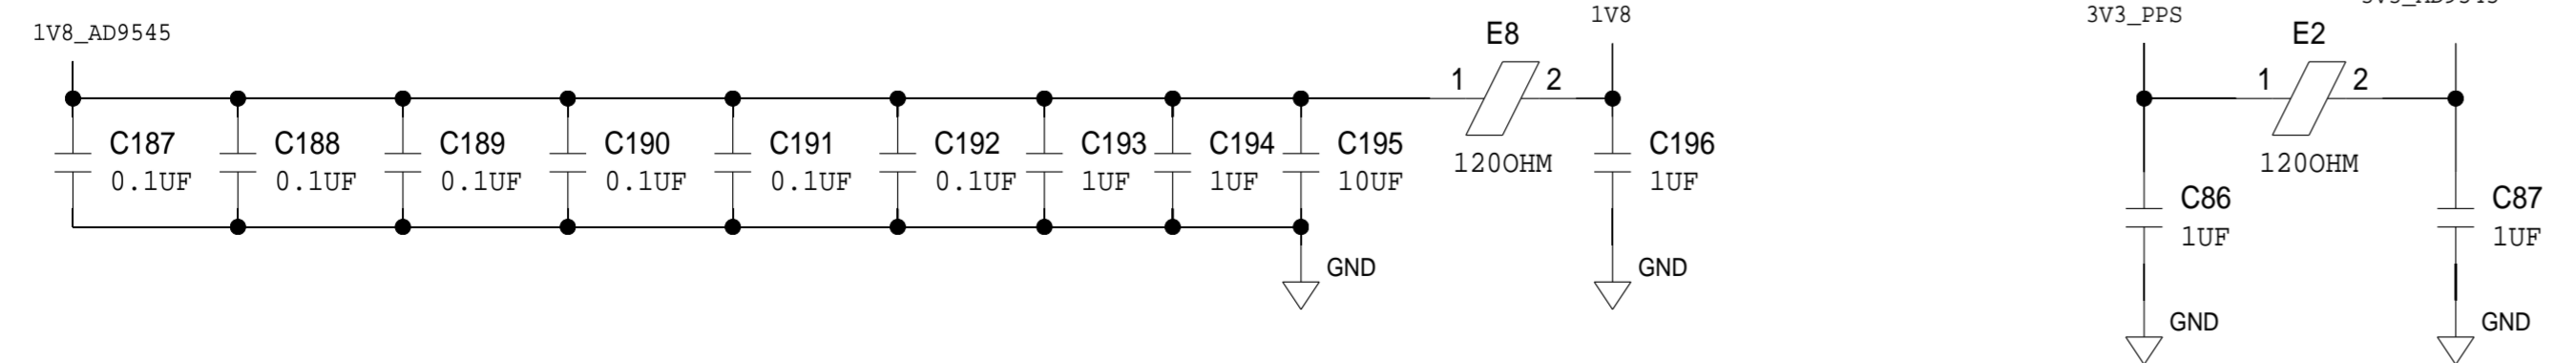 1V8_AD9545
E8
1V8
1
2
C187
0.1UF
C188
0.1UF
C189
0.1UF
C190
0.1UF
C191
0.1UF
C192
0.1UF
C193
1UF
C194
1UF
C195
10UF
120OHM
C196
1UF
GND
GND
3V3_PPS
E2
1
2
120OHM
C86
1UF
C87
1UF
GND
GND